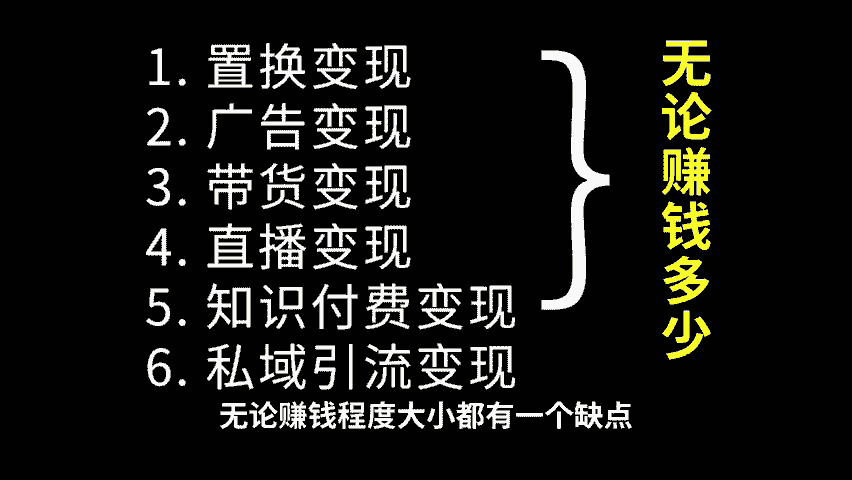 1. 置换变现
2. 广告变现
3. 带货变现
4. 直播变现
5. 知识付费变现
6. 私域引流变现
无论赚钱多少
无论赚钱程度大小都有一个缺点